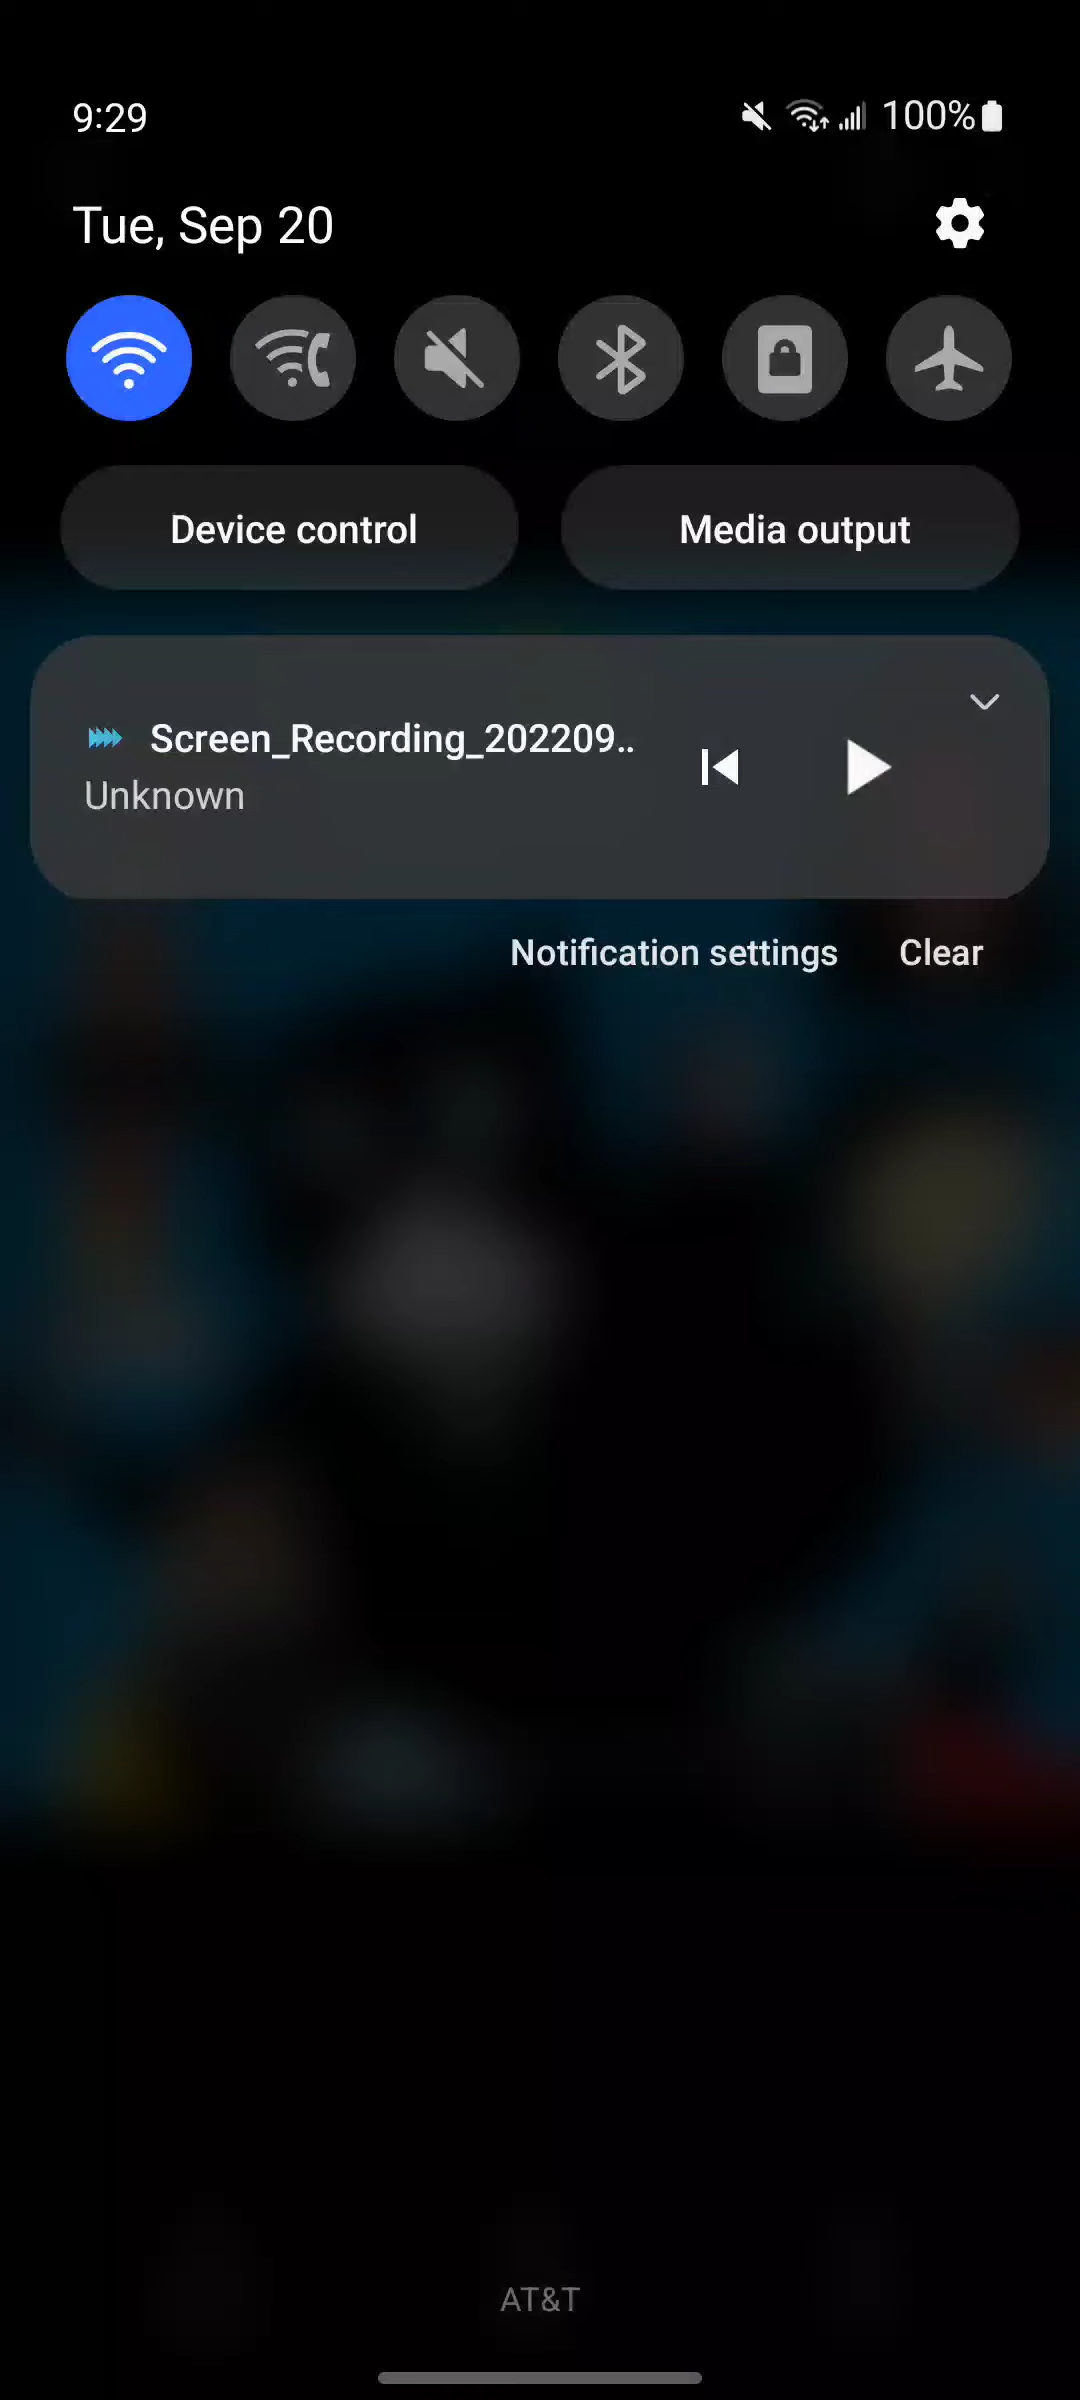 9:29
100%
Tue, Sep 20
Device control
Media output
Screen_Recording_202209..
Unknown
Notification settings
Clear
AT&T